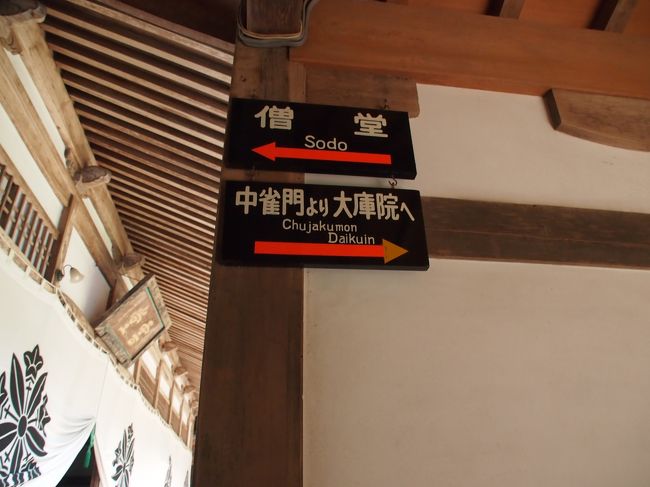 僧堂
Sodo
中雀門より大庫院へ
Chujakumon
Daikuin